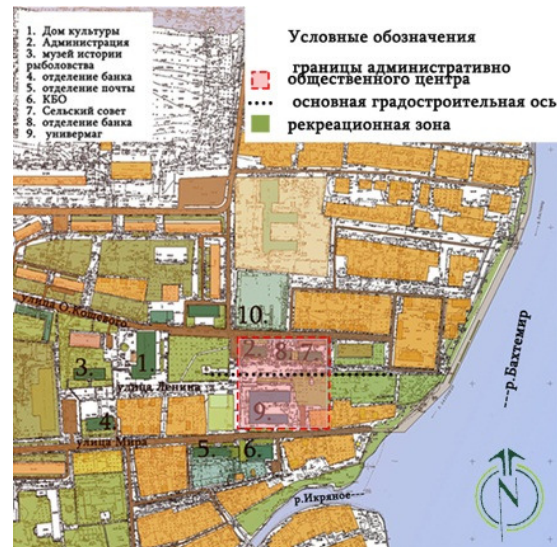 1. Дом культуры
2. Администрация
3. музей истории
рыболовства
4. отделение банка
5. отделение почты
6. КБО
7. Сельский совет
8. отделение банка
9. универмаг
Условные обозначения
границы административно
общественного центра
основная градостроительная ось
рекреационная зона
10.
улица О.Кошевого
2. 8. 7.
3. 1.
улица Ленина
9.
4.
улица Мира
5. 6.
р.Бахтемир
р.Икряное
N